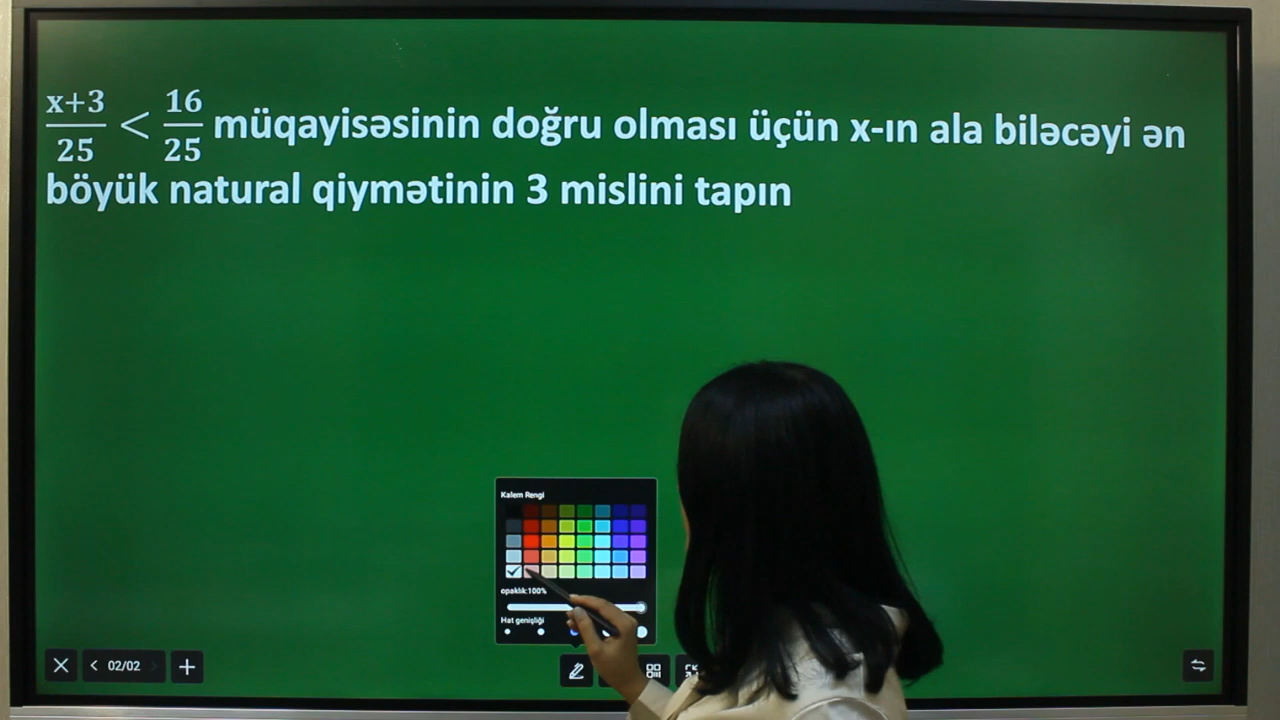 x+3/25 < 16/25 müqayisəsinin doğru olması üçün x-ın ala biləcəyi ən
böyük natural qiymətinin 3 mislini tapın
Kalem Rengi
opaklık:100%
Hat genişliği
02/02